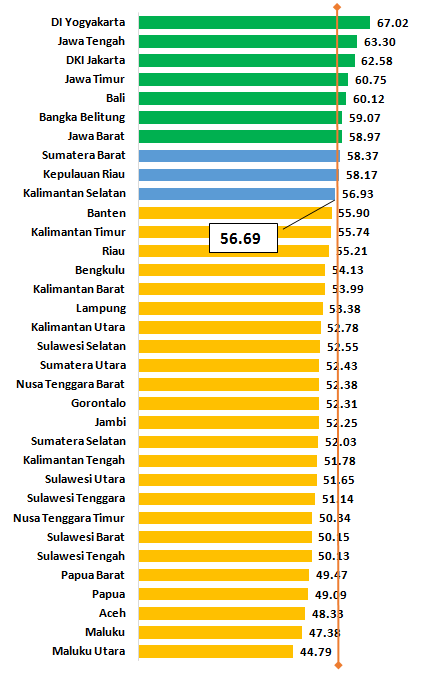 DI Yogyakarta 67.02
Jawa Tengah 63.30
DKI Jakarta 62.58
Jawa Timur 60.75
Bali 60.12
Bangka Belitung 59.07
Jawa Barat 58.97
Sumatera Barat 58.37
Kepulauan Riau 58.17
Kalimantan Selatan 56.93
Banten 55.90
Kalimantan Timur 55.74
56.69
Riau 55.21
Bengkulu 54.13
Kalimantan Barat 53.99
Lampung 53.38
Kalimantan Utara 52.78
Sulawesi Selatan 52.55
Sumatera Utara 52.43
Nusa Tenggara Barat 52.38
Gorontalo 52.31
Jambi 52.25
Sumatera Selatan 52.03
Kalimantan Tengah 51.78
Sulawesi Utara 51.65
Sulawesi Tenggara 51.14
Nusa Tenggara Timur 50.34
Sulawesi Barat 50.15
Sulawesi Tengah 50.13
Papua Barat 49.47
Papua 49.09
Aceh 48.33
Maluku 47.38
Maluku Utara 44.79